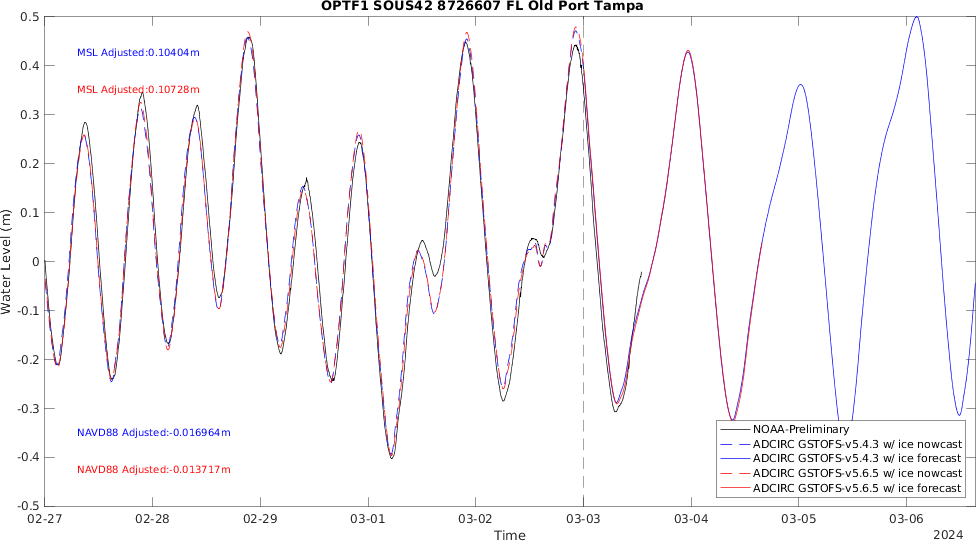 OPTF1 SOUS42 8726607 FL Old Port Tampa
0.5
MSL Adjusted:0.10404m
0.4
MSL Adjusted:0.10728m
0.3
0.2
0.1
0
Water Level (m)
-0.1
-0.2
-0.3
NAVD88 Adjusted:-0.016964m
NAVD88 Adjusted:-0.013717m
-0.4
-0.5
NOAA-Preliminary
ADCIRC GSTOFS-v5.4.3 w/ ice nowcast
ADCIRC GSTOFS-v5.4.3 w/ ice forecast
ADCIRC GSTOFS-v5.6.5 w/ ice nowcast
ADCIRC GSTOFS-v5.6.5 w/ ice forecast
02-27 02-28 02-29 03-01 03-02 03-03 03-04 03-05 03-06
Time
2024